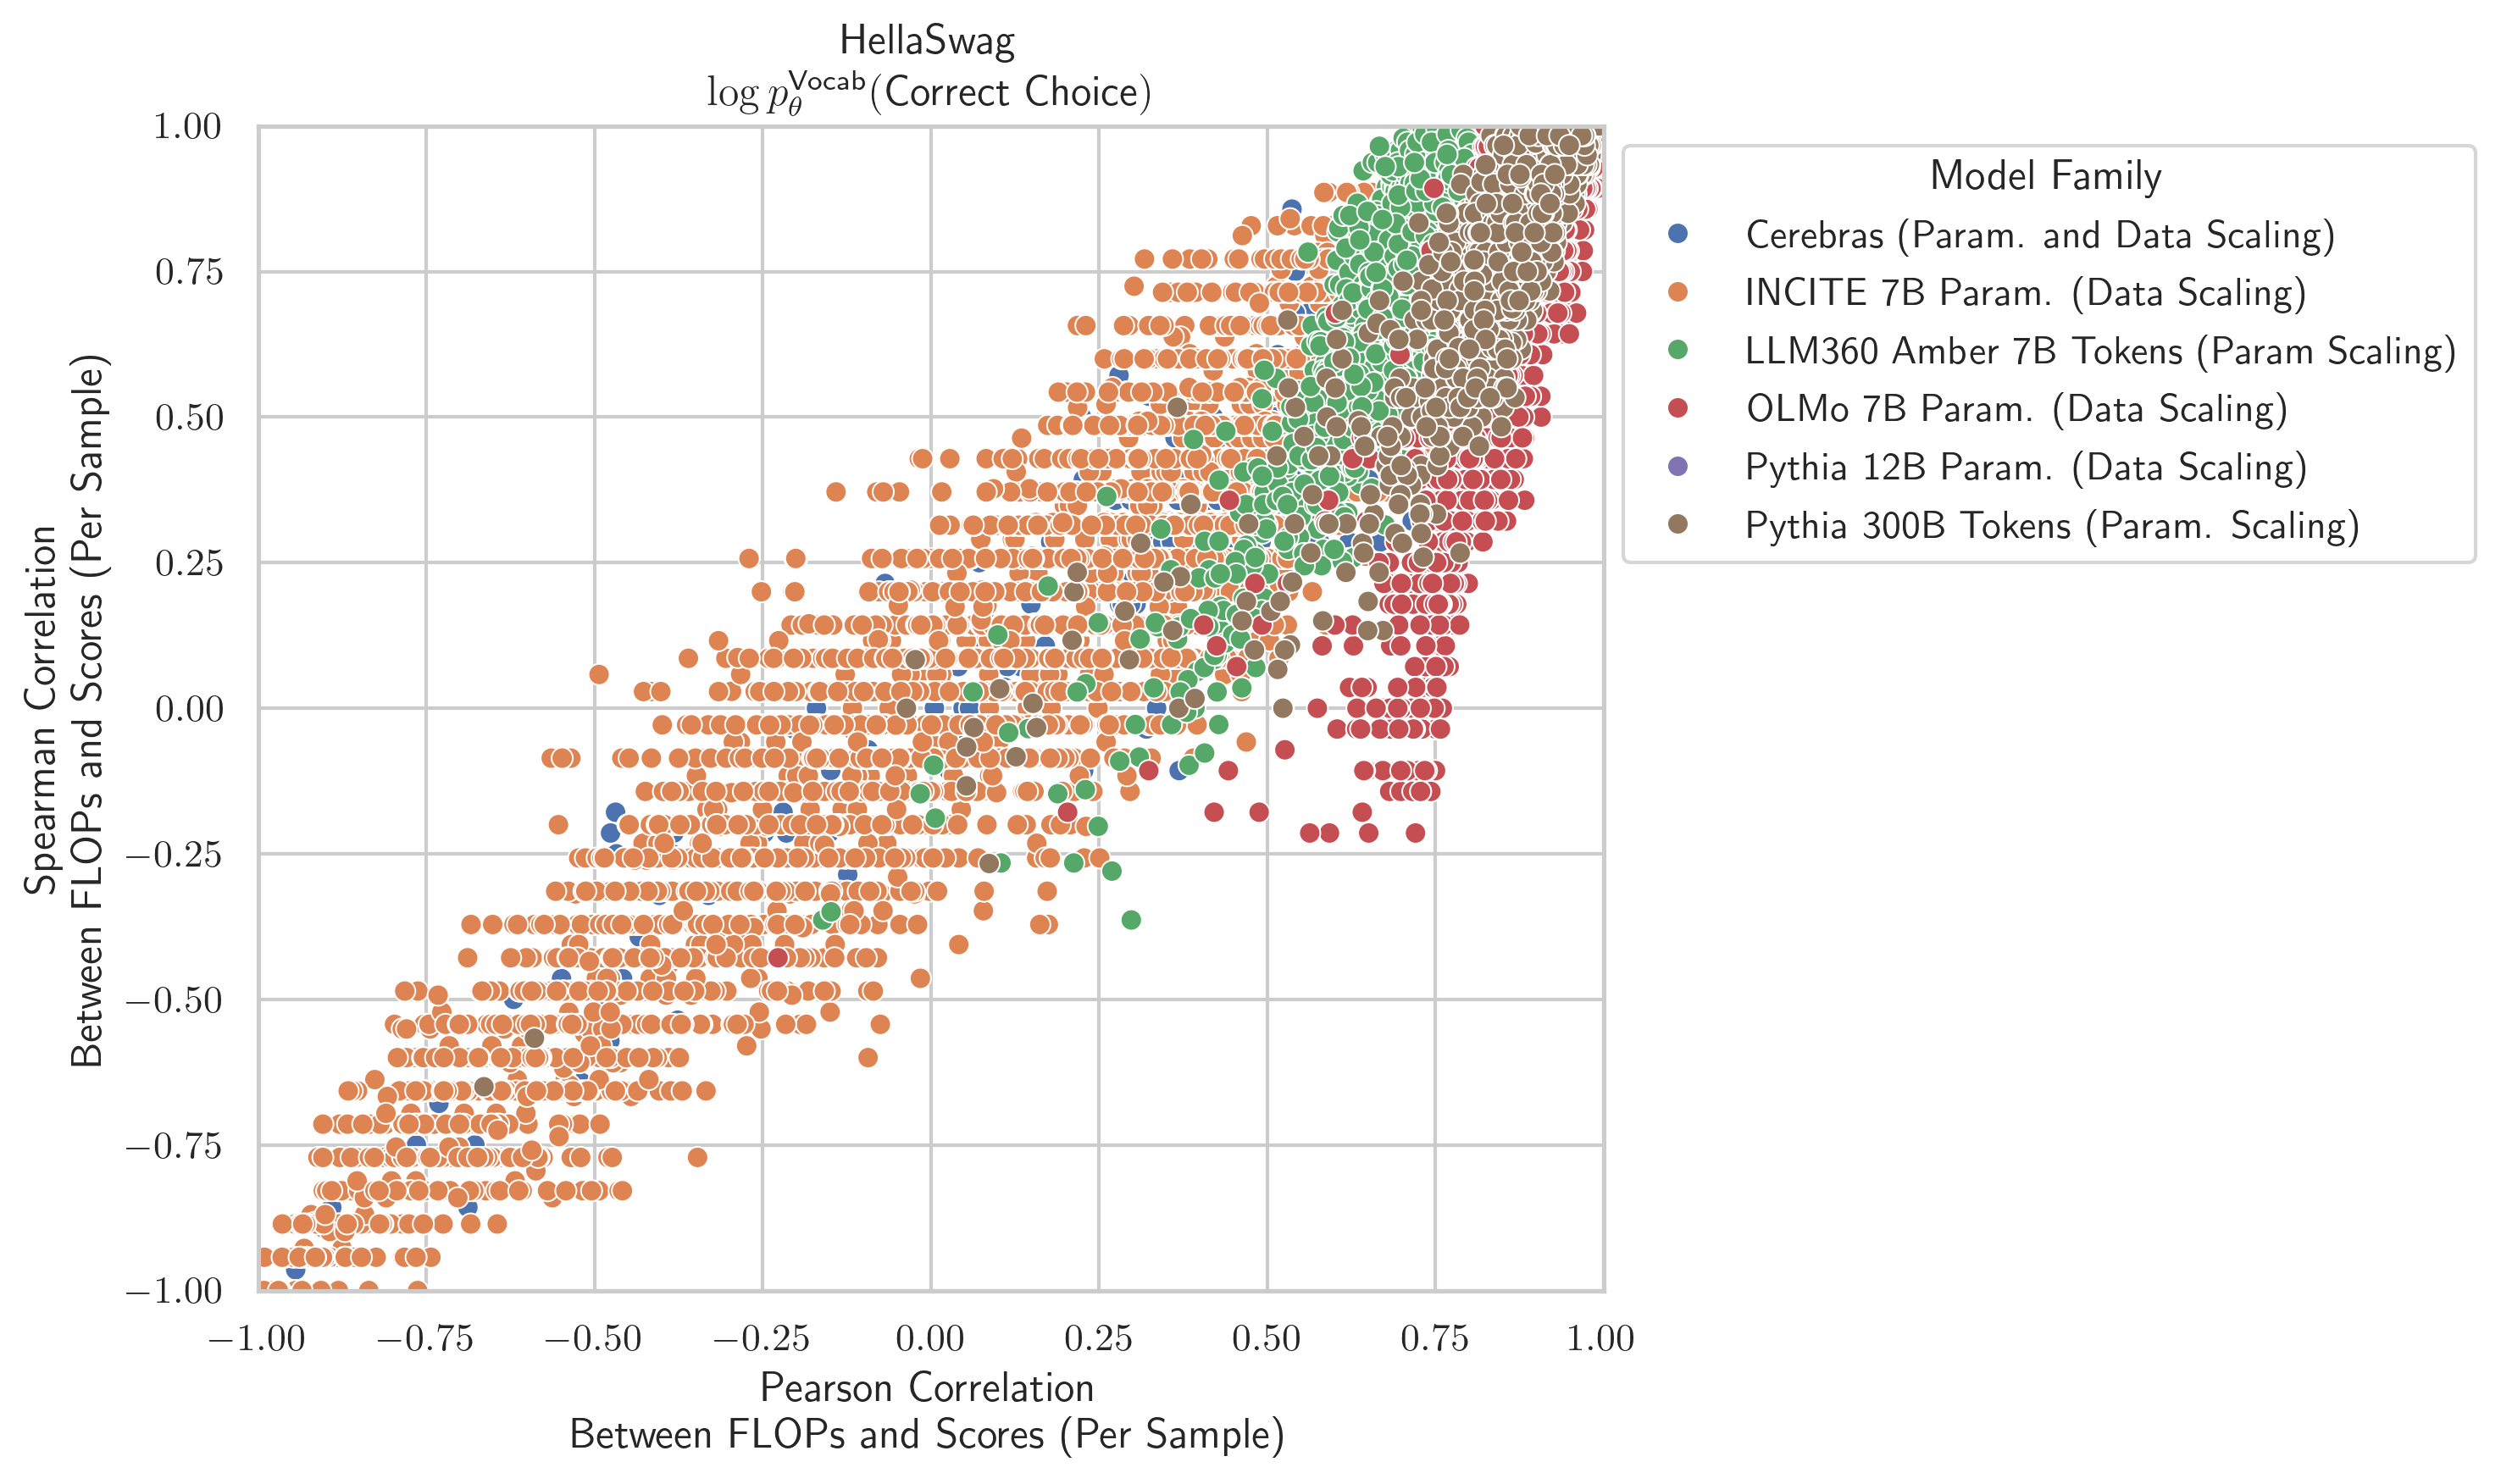 HellaSwag
log p_θ^Vocab(Correct Choice)
Spearman Correlation
Between FLOPs and Scores (Per Sample)
1.00
0.75
0.50
0.25
0.00
−0.25
−0.50
−0.75
−1.00
−1.00 −0.75 −0.50 −0.25 0.00 0.25 0.50 0.75 1.00
Pearson Correlation
Between FLOPs and Scores (Per Sample)
Model Family
Cerebras (Param. and Data Scaling)
INCITE 7B Param. (Data Scaling)
LLM360 Amber 7B Tokens (Param Scaling)
OLMo 7B Param. (Data Scaling)
Pythia 12B Param. (Data Scaling)
Pythia 300B Tokens (Param. Scaling)